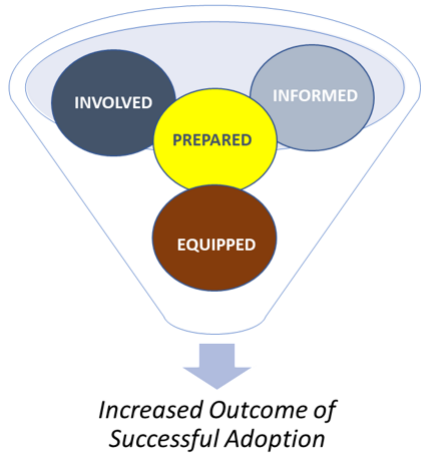 INVOLVED
INFORMED
PREPARED
EQUIPPED
Increased Outcome of
Successful Adoption